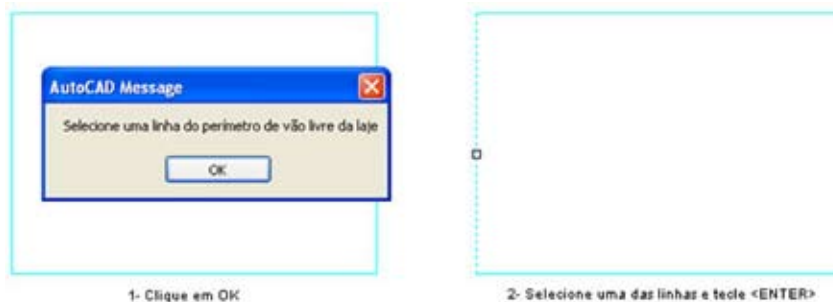 AutoCAD Message
Selecione uma linha do perímetro de vão livre da laje
OK
1- Clique em OK
2- Selecione uma das linhas e tecle <ENTER>